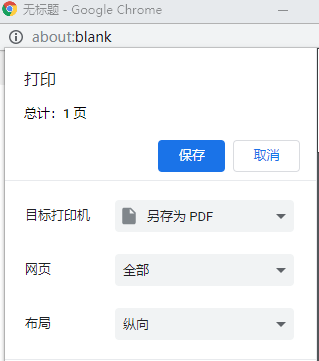 无标题 - Google Chrome
about:blank
打印
总计：1 页
保存 取消
目标打印机 另存为 PDF
网页 全部
布局 纵向